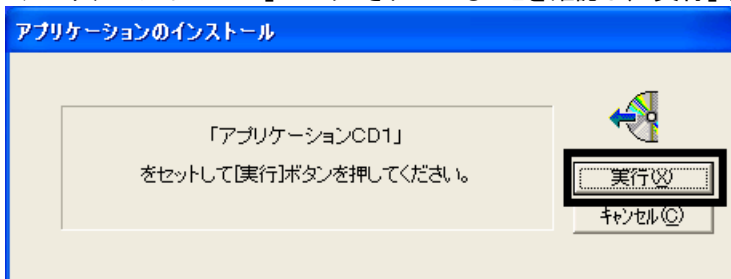 アプリケーションのインストール
「アプリケーションCD1」
をセットして[実行]ボタンを押してください。
実行(X)
キャンセル(C)